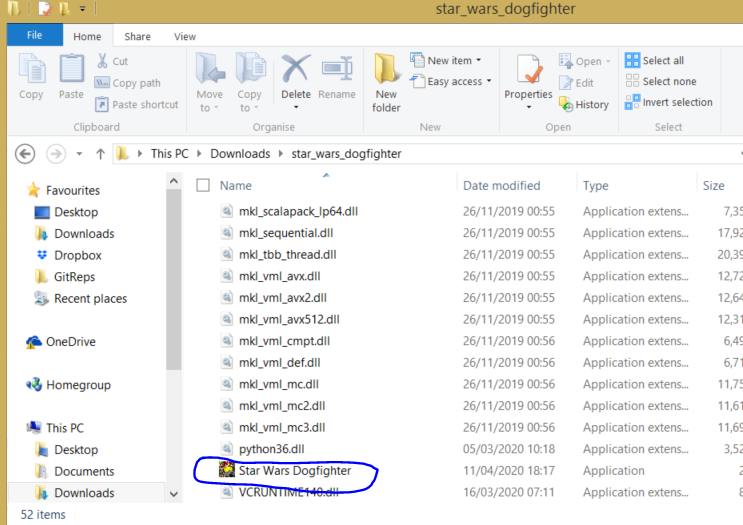 star_wars_dogfighter
File Home Share View
Copy
Paste
Cut
Copy path
Paste shortcut
Move to
Copy to
Delete
Rename
New folder
New item
Easy access
Properties
Open
Edit
History
Select all
Select none
Invert selection
Clipboard Organise New Open Select
This PC Downloads star_wars_dogfighter
Favourites
Desktop
Downloads
Dropbox
GitReps
Recent places
OneDrive
Homegroup
This PC
Desktop
Documents
Downloads
Name Date modified Type Size
mkl_scalapack_lp64.dll 26/11/2019 00:55 Application extens... 7,35
mkl_sequential.dll 26/11/2019 00:55 Application extens... 17,92
mkl_tbb_thread.dll 26/11/2019 00:55 Application extens... 20,39
mkl_vml_avx.dll 26/11/2019 00:55 Application extens... 12,72
mkl_vml_avx2.dll 26/11/2019 00:55 Application extens... 12,64
mkl_vml_avx512.dll 26/11/2019 00:55 Application extens... 12,31
mkl_vml_cmpt.dll 26/11/2019 00:56 Application extens... 6,49
mkl_vml_def.dll 26/11/2019 00:56 Application extens... 6,71
mkl_vml_mc.dll 26/11/2019 00:56 Application extens... 11,75
mkl_vml_mc2.dll 26/11/2019 00:56 Application extens... 11,61
mkl_vml_mc3.dll 26/11/2019 00:56 Application extens... 11,69
python36.dll 05/03/2020 10:18 Application extens... 3,52
Star Wars Dogfighter 11/04/2020 18:17 Application 2
VCRUNTIME140.dll 16/03/2020 07:11 Application extens... 8
52 items